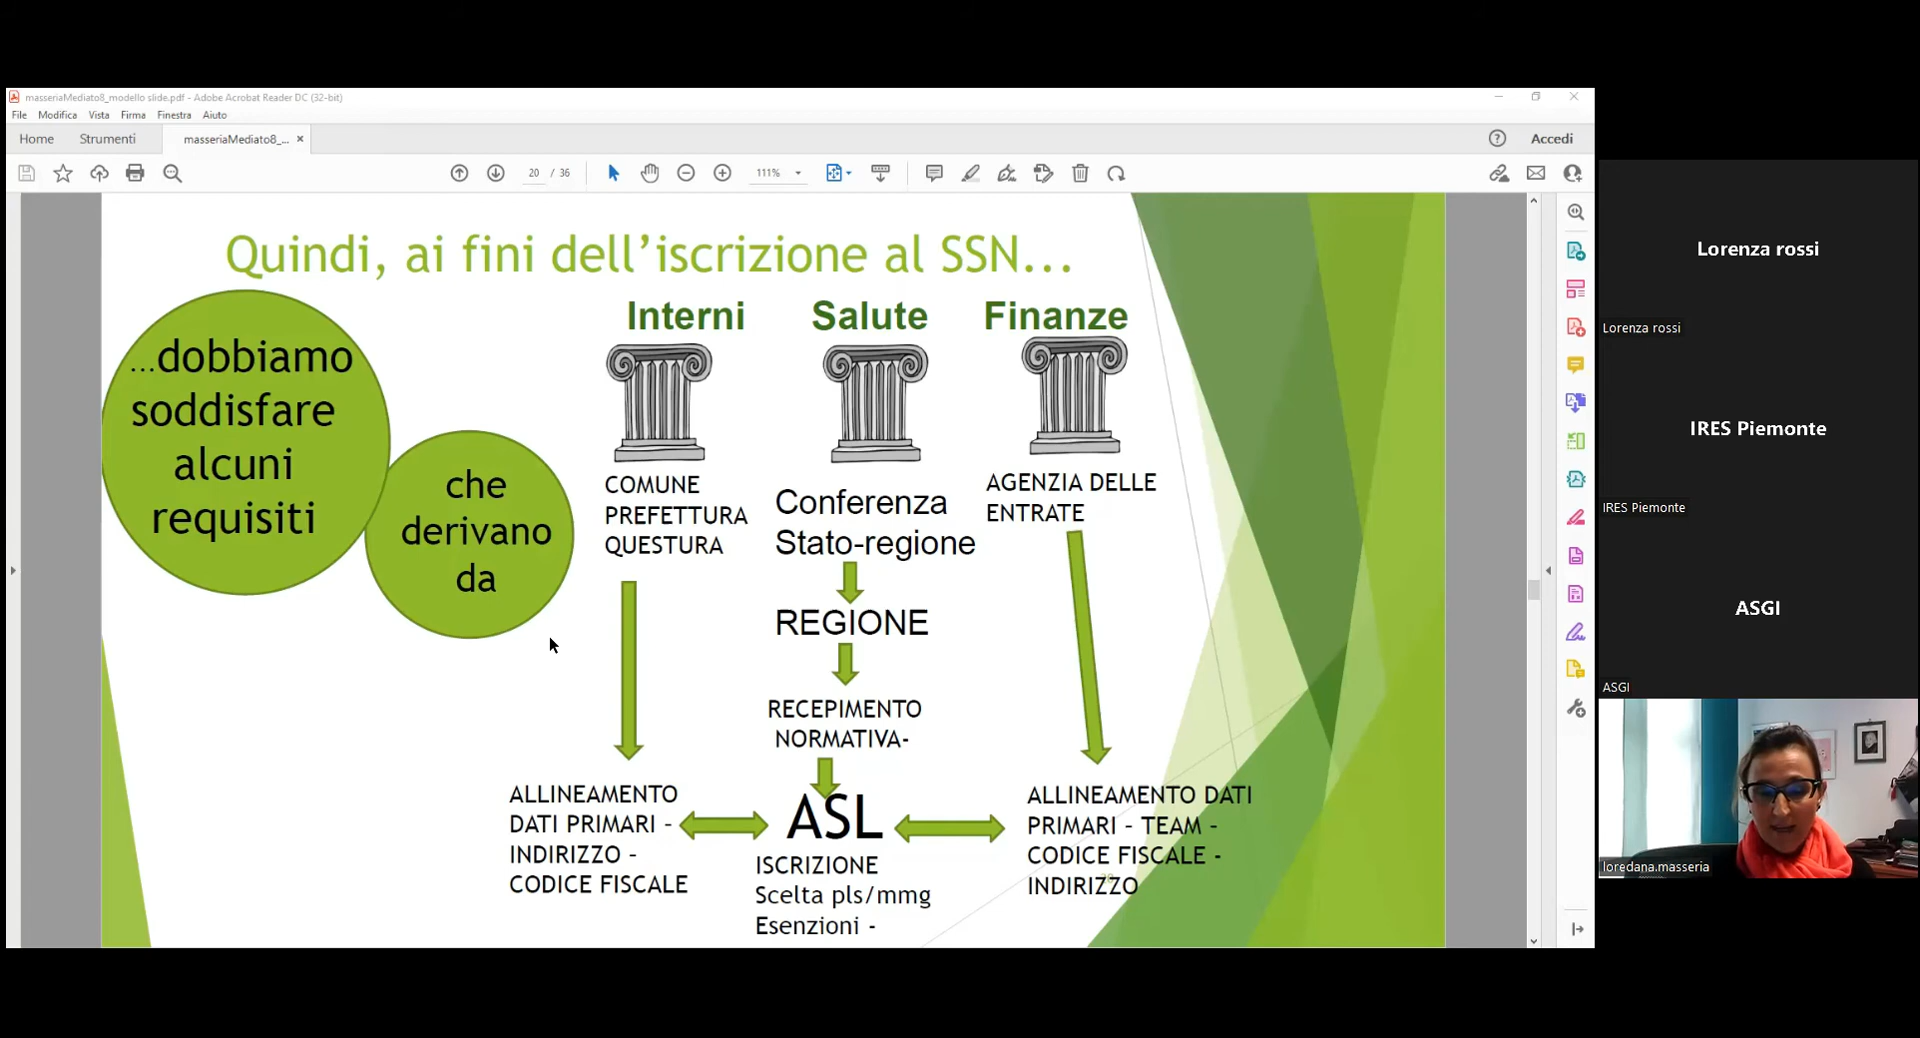 masseriaMediato8_modello slide.pdf - Adobe Acrobat Reader DC (32-bit)
File Modifica Vista Firma Finestra Aiuto
Home Strumenti masseriaMediato8_... × Accedi
20 / 36 111%
Quindi, ai fini dell’iscrizione al SSN...
...dobbiamo
soddisfare
alcuni
requisiti
che
derivano
da
Interni
COMUNE
PREFETTURA
QUESTURA
ALLINEAMENTO
DATI PRIMARI –
INDIRIZZO –
CODICE FISCALE
Salute
Conferenza
Stato-regione
REGIONE
RECEPIMENTO
NORMATIVA-
ASL
ISCRIZIONE
Scelta pls/mmg
Esenzioni -
Finanze
AGENZIA DELLE
ENTRATE
ALLINEAMENTO DATI
PRIMARI – TEAM –
CODICE FISCALE -
INDIRIZZO
20
Lorenza rossi
Lorenza rossi
IRES Piemonte
IRES Piemonte
ASGI
ASGI
loredana.masseria